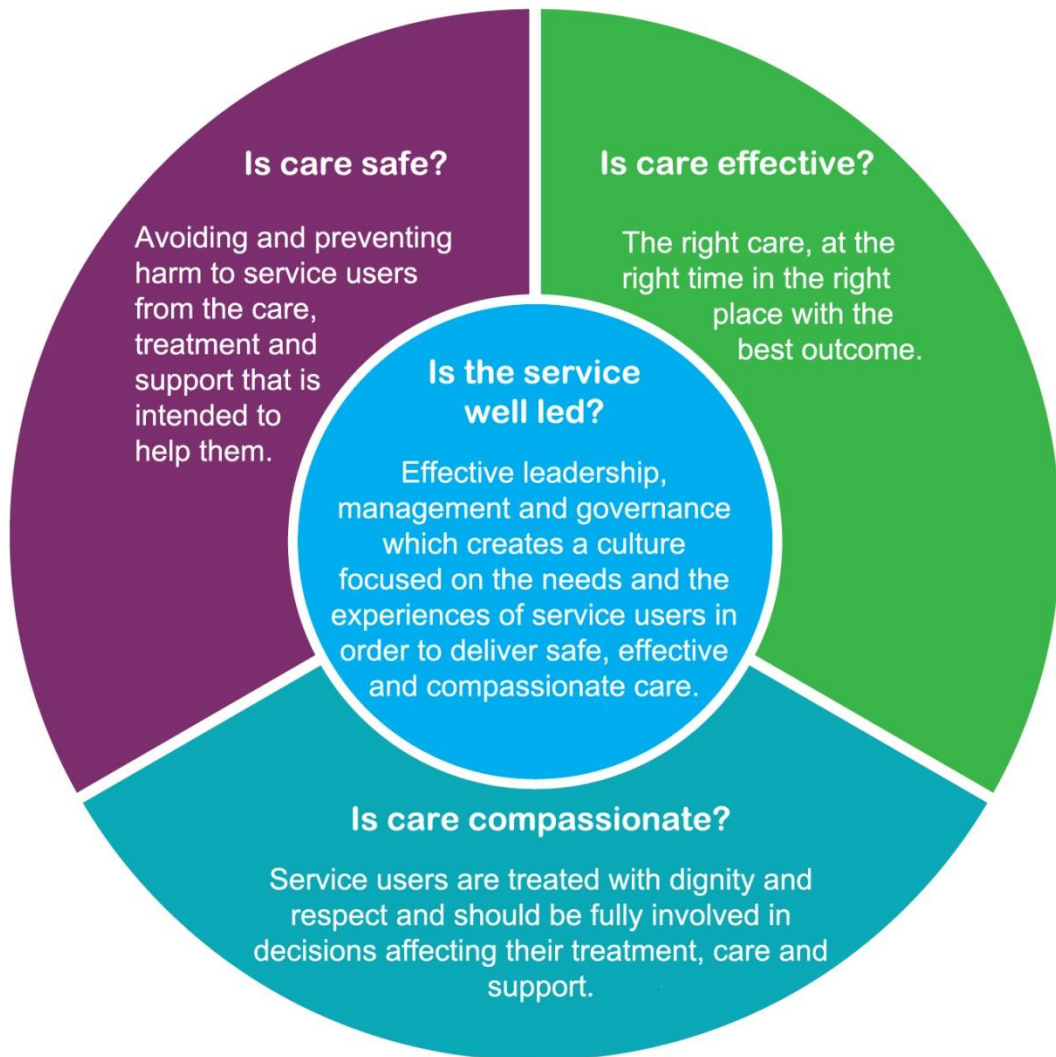 Is care safe?
Avoiding and preventing
harm to service users
from the care,
treatment and
support that is
intended to
help them.
Is care effective?
The right care, at the
right time in the right
place with the
best outcome.
Is the service
well led?
Effective leadership,
management and governance
which creates a culture
focused on the needs and the
experiences of service users in
order to deliver safe, effective
and compassionate care.
Is care compassionate?
Service users are treated with dignity and
respect and should be fully involved in
decisions affecting their treatment, care and
support.